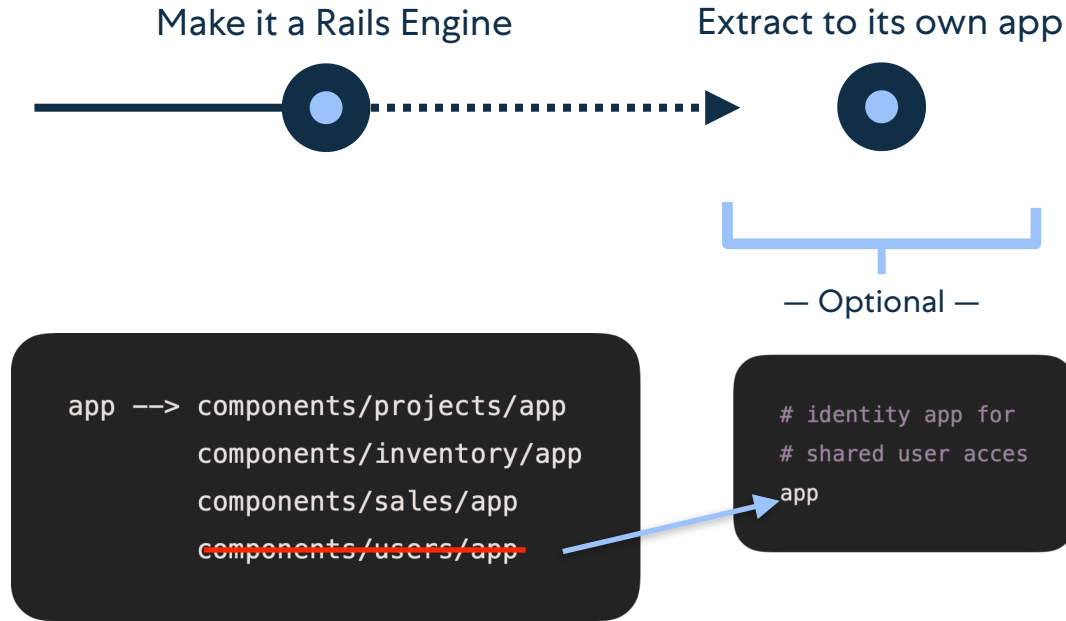 Make it a Rails Engine
Extract to its own app
— Optional —
app ——> components/projects/app
components/inventory/app
components/sales/app
components/users/app
# identity app for
# shared user acces
app